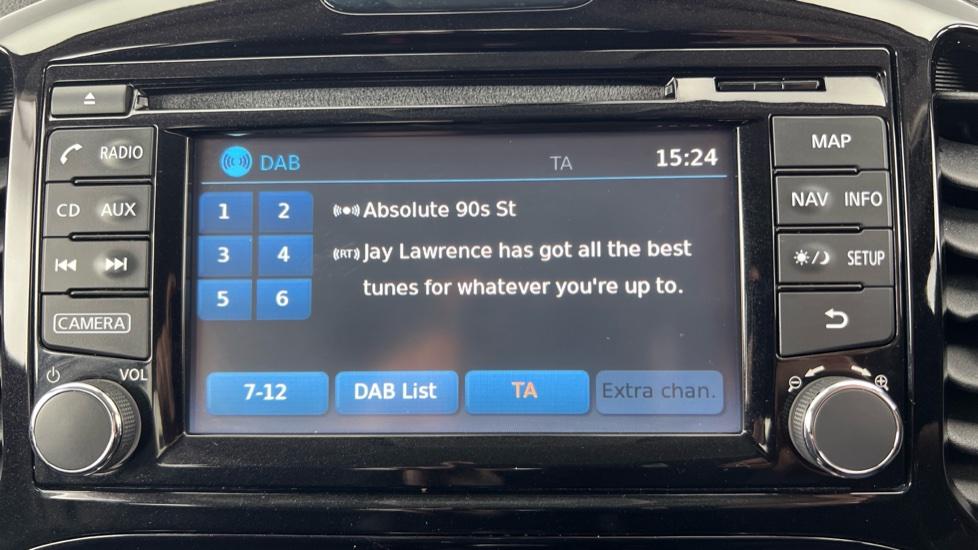 RADIO
CD AUX
CAMERA
VOL
DAB TA 15:24
1 2
3 4
5 6
Absolute 90s St
((RT)) Jay Lawrence has got all the best
tunes for whatever you're up to.
7-12 DAB List TA Extra chan.
MAP
NAV INFO
SETUP